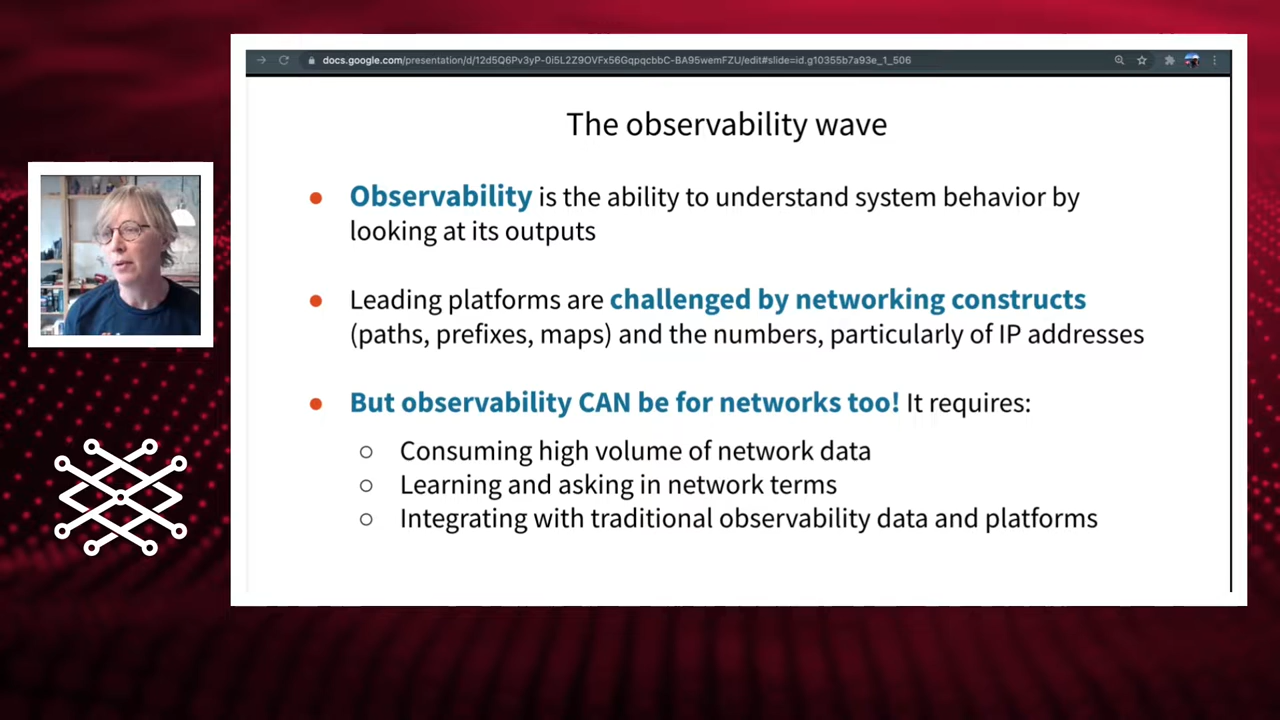 docs.google.com/presentation/d/12d5Q6Pv3yP-0i5L2Z9OVFx56GqpqcbbC-BA95wemFZU/edit#slide=id.g10355b7a93e_1_506
The observability wave
● Observability is the ability to understand system behavior by
looking at its outputs
● Leading platforms are challenged by networking constructs
(paths, prefixes, maps) and the numbers, particularly of IP addresses
● But observability CAN be for networks too! It requires:
○ Consuming high volume of network data
○ Learning and asking in network terms
○ Integrating with traditional observability data and platforms